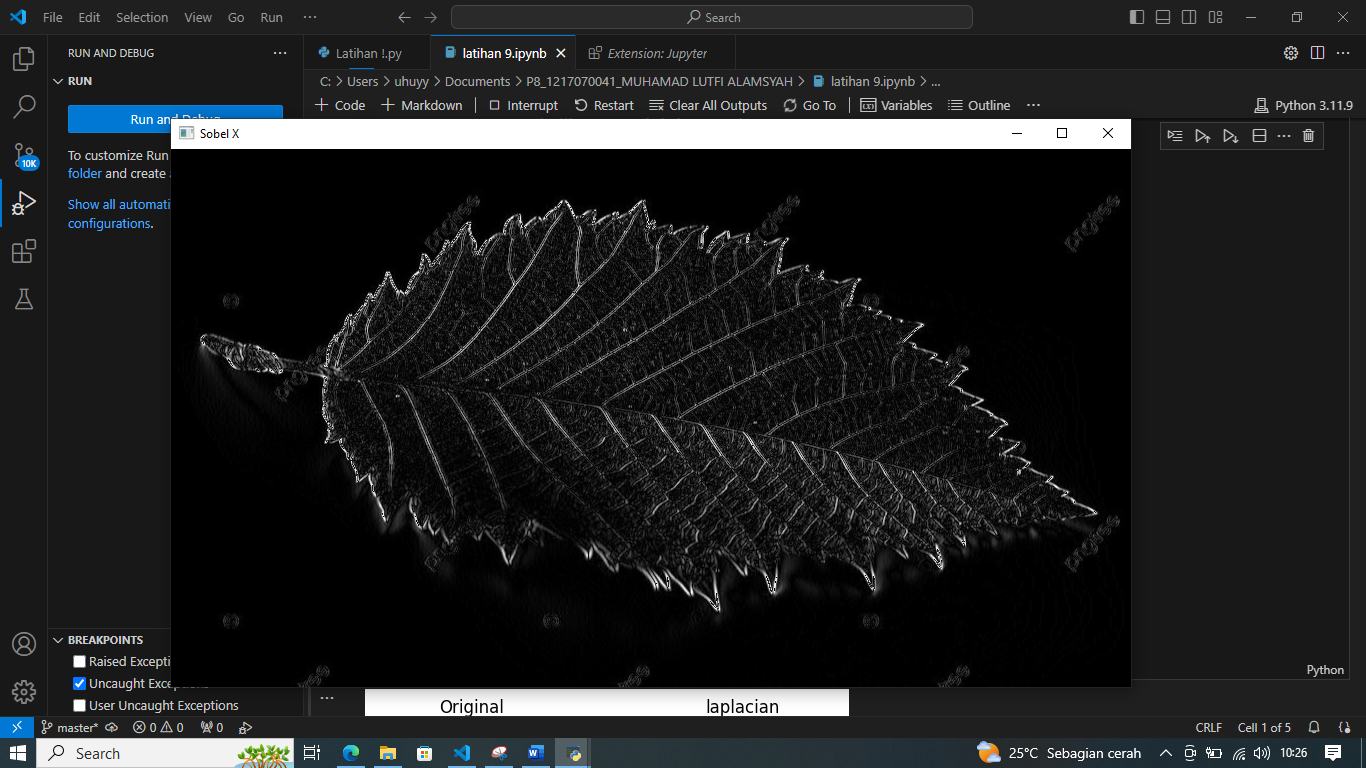 File Edit Selection View Go Run ··· Search
RUN AND DEBUG ···
RUN
Run and Debug
To customize Run
folder and create a
Show all automati
configurations.
Latihan !.py latihan 9.ipynb Extension: Jupyter ···
C: > Users > uhuyy > Documents > P8_1217070041_MUHAMAD LUTFI ALAMSYAH > latihan 9.ipynb > ...
+ Code + Markdown Interrupt Restart Clear All Outputs Go To Variables Outline ··· Python 3.11.9
10K
Sobel X
BREAKPOINTS
Raised Excepti
Uncaught Exceptions
User Uncaught Exceptions
Python
Original laplacian
master* 0 0 0 CRLF Cell 1 of 5
Search 25°C Sebagian cerah 10:26